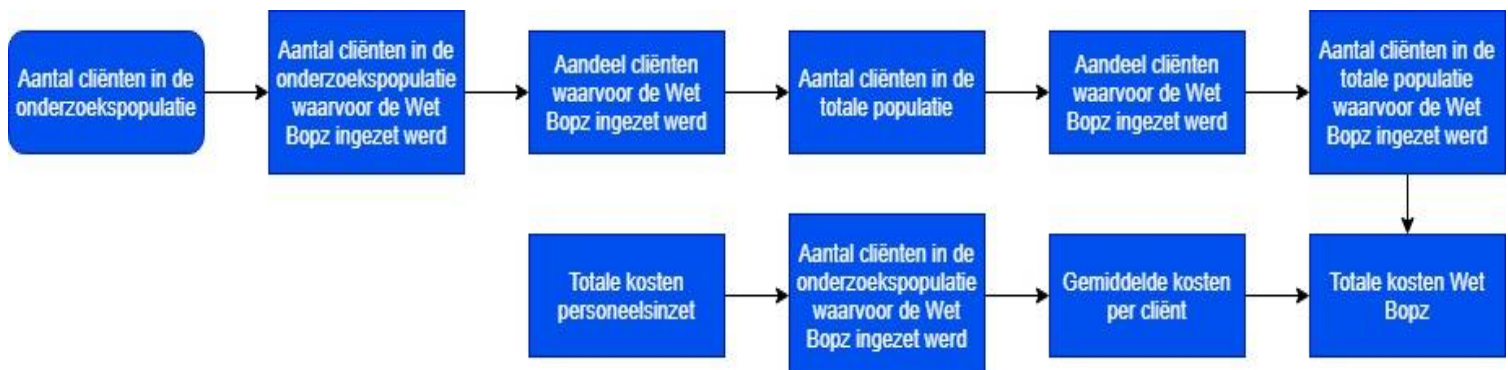 Aantal cliënten in de
onderzoekspopulatie
Aantal cliënten in de
onderzoekspopulatie
waarvoor de Wet
Bopz ingezet werd
Aandeel cliënten
waarvoor de Wet
Bopz ingezet werd
Aantal cliënten in de
totale populatie
Aandeel cliënten
waarvoor de Wet
Bopz ingezet werd
Aantal cliënten in de
totale populatie
waarvoor de Wet
Bopz ingezet werd
Totale kosten
personeelsinzet
Aantal cliënten in de
onderzoekspopulatie
waarvoor de Wet
Bopz ingezet werd
Gemiddelde kosten
per cliënt
Totale kosten Wet
Bopz